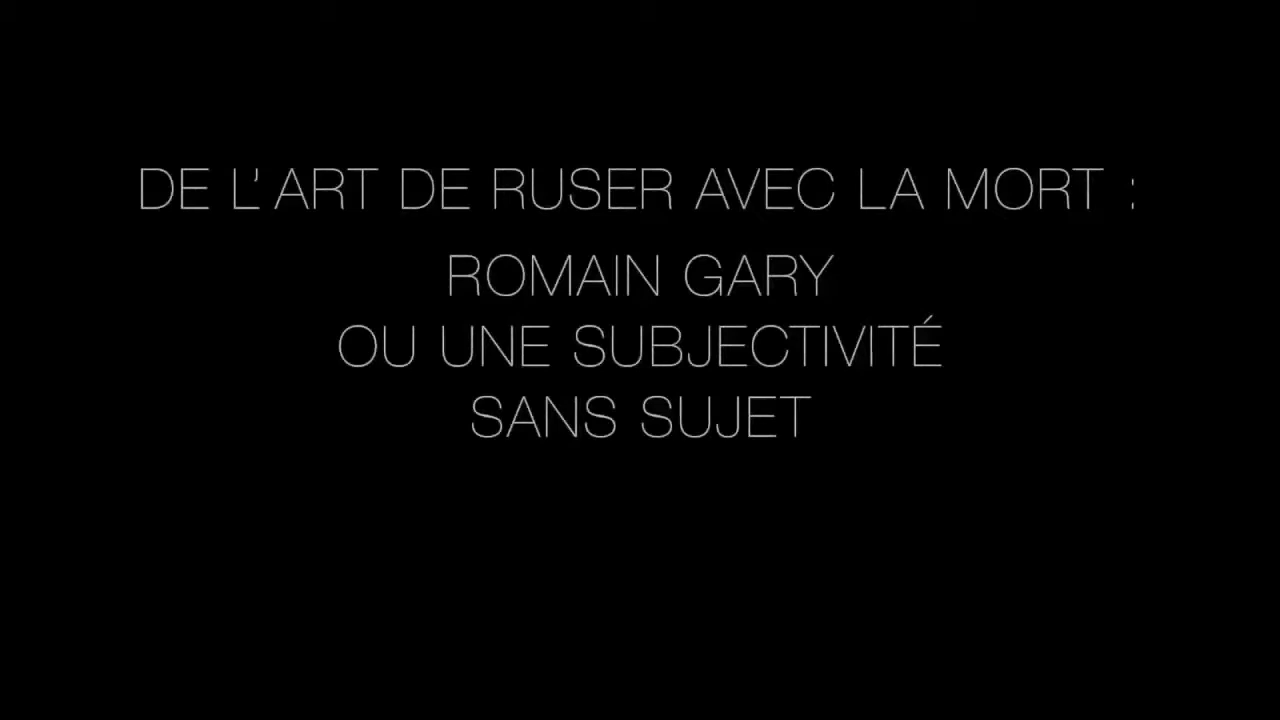 DE L' ART DE RUSER AVEC LA MORT :
ROMAIN GARY
OU UNE SUBJECTIVITÉ
SANS SUJET